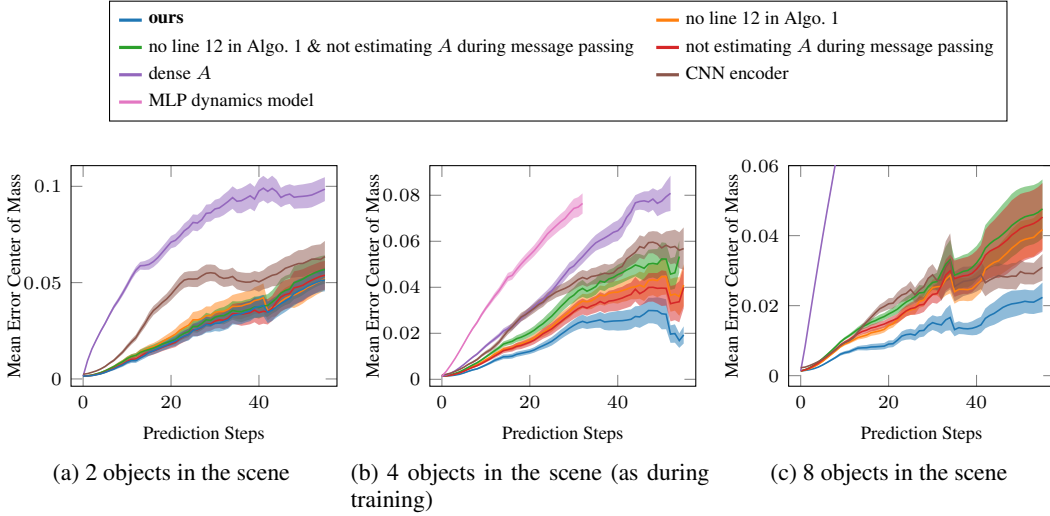 ours
no line 12 in Algo. 1
no line 12 in Algo. 1 & not estimating A during message passing
not estimating A during message passing
dense A
CNN encoder
MLP dynamics model
Mean Error Center of Mass
0.1
0.05
0
0
20
40
Prediction Steps
(a) 2 objects in the scene
Mean Error Center of Mass
0.08
0.06
0.04
0.02
0
0
20
40
Prediction Steps
(b) 4 objects in the scene (as during
training)
Mean Error Center of Mass
0.06
0.04
0.02
0
0
20
40
Prediction Steps
(c) 8 objects in the scene